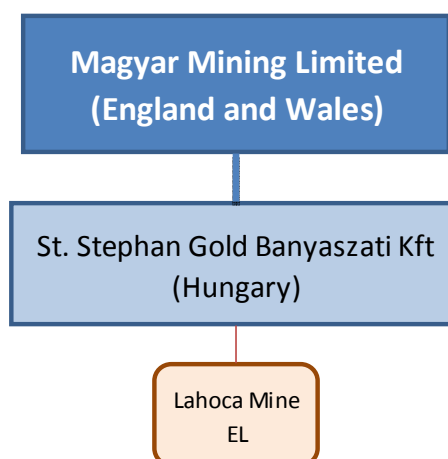 Magyar Mining Limited
(England and Wales)
St. Stephan Gold Banyaszati Kft
(Hungary)
Lahoca Mine
EL